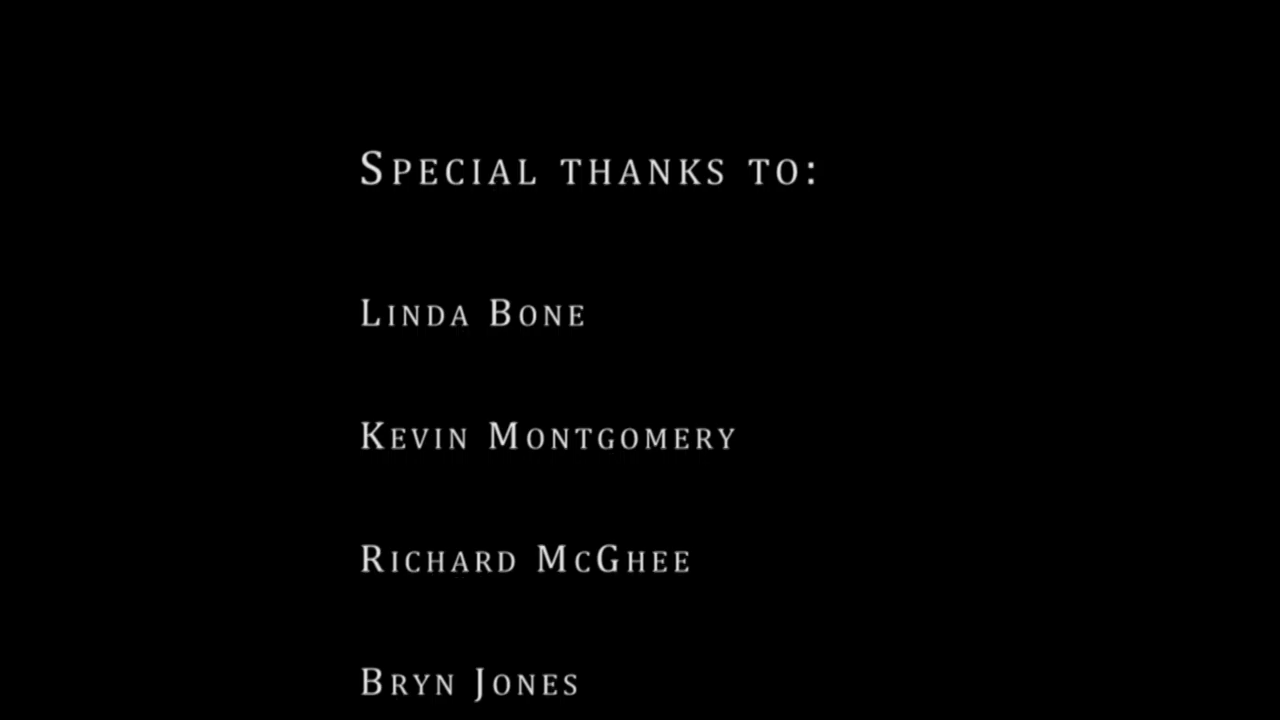 Special thanks to:
Linda Bone
Kevin Montgomery
Richard McGhee
Bryn Jones